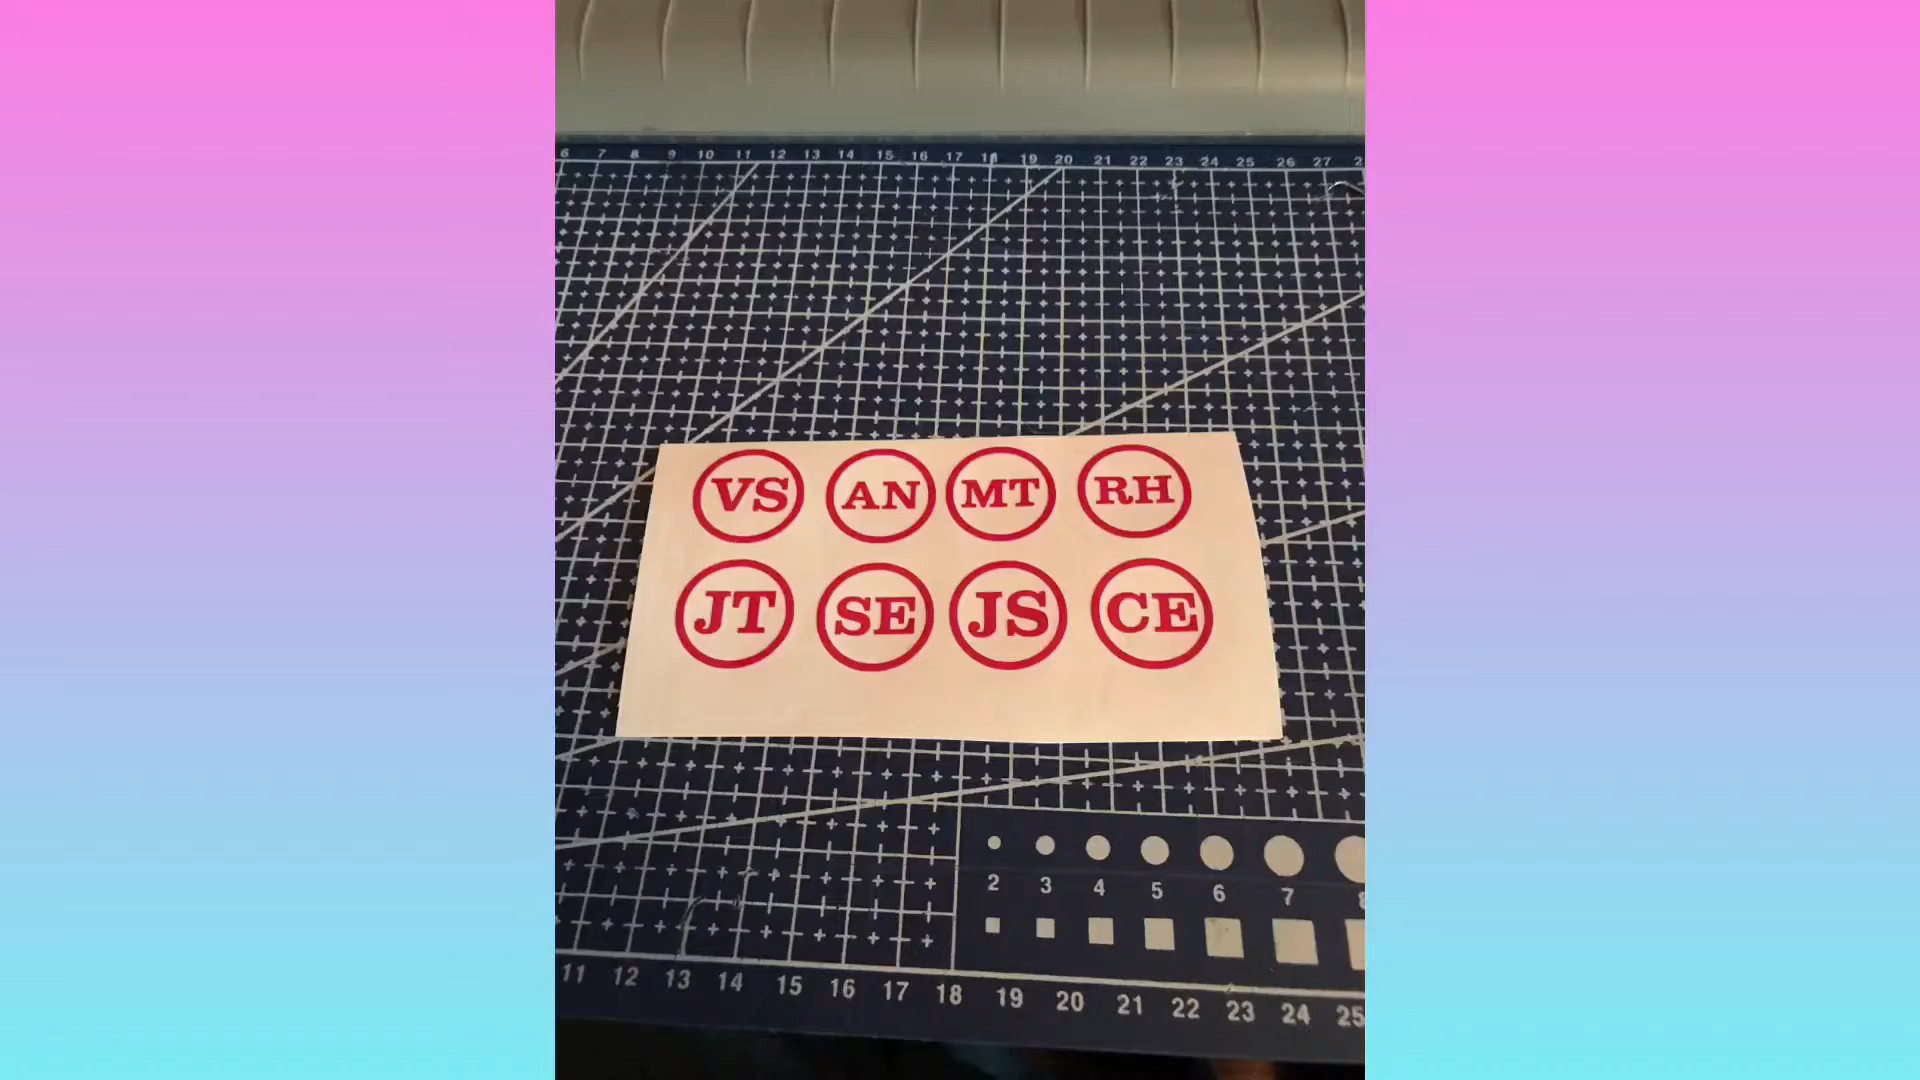 6 7 8 9 10 11 12 13 14 15 16 17 18 19 20 21 22 23 24 25 26 27
VS AN MT RH
JT SE JS CE
2 3 4 5 6 7
11 12 13 14 15 16 17 18 19 20 21 22 23 24 25